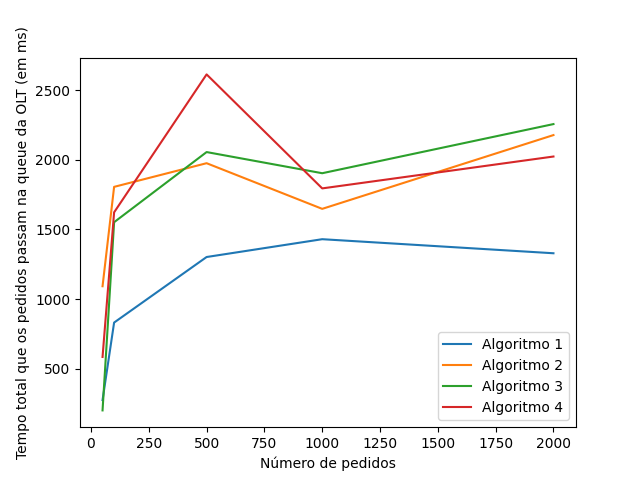 Tempo total que os pedidos passam na queue da OLT (em ms)
2500
2000
1500
1000
500
0
250
500
750
1000
1250
1500
1750
2000
Número de pedidos
Algoritmo 1
Algoritmo 2
Algoritmo 3
Algoritmo 4